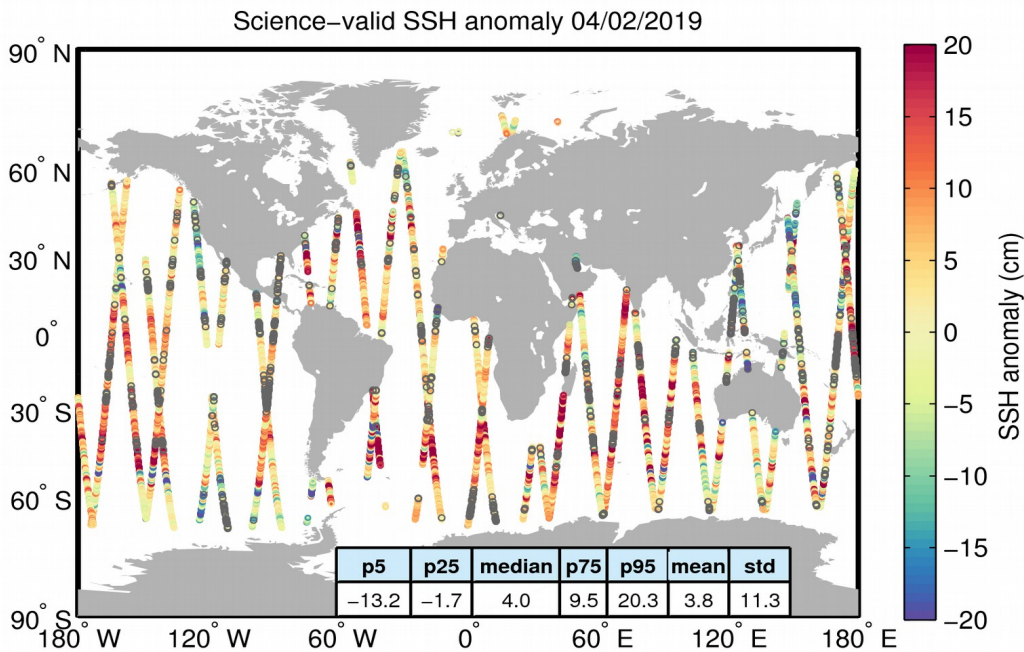 Science−valid SSH anomaly 04/02/2019
90° N
60° N
30° N
0°
30° S
60° S
90° S
180° W
120° W
60° W
0°
60° E
120° E
180° E
p5 p25 median p75 p95 mean std
−13.2 −1.7 4.0 9.5 20.3 3.8 11.3
20
15
10
5
0
−5
−10
−15
−20
SSH anomaly (cm)